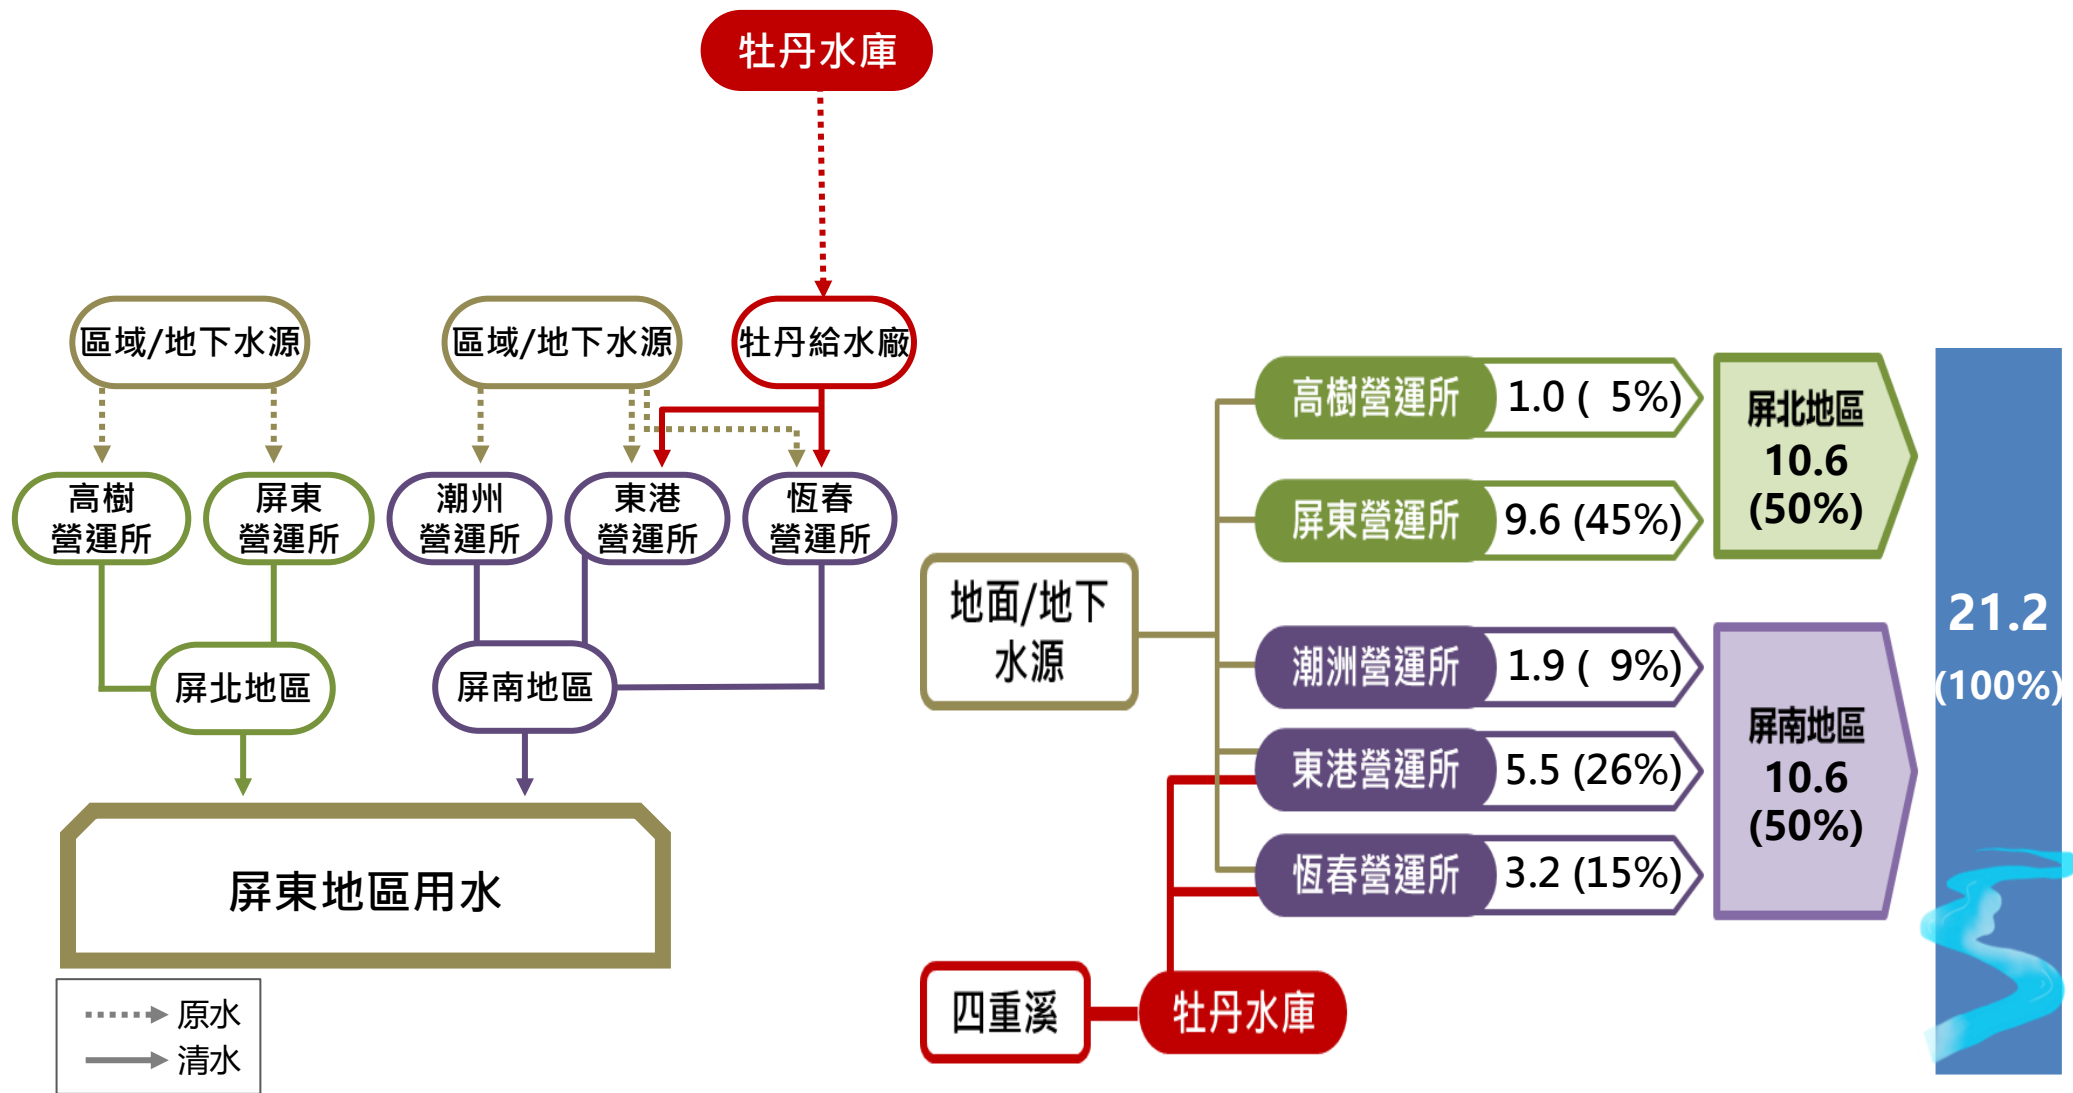 牡丹水庫
區域/地下水源
區域/地下水源
牡丹給水廠
高樹
營運所
屏東
營運所
潮州
營運所
東港
營運所
恆春
營運所
屏北地區
屏南地區
屏東地區用水
原水
清水
地面/地下
水源
四重溪
牡丹水庫
高樹營運所 1.0 ( 5%)
屏東營運所 9.6 (45%)
潮洲營運所 1.9 ( 9%)
東港營運所 5.5 (26%)
恆春營運所 3.2 (15%)
屏北地區
10.6
(50%)
屏南地區
10.6
(50%)
21.2
(100%)